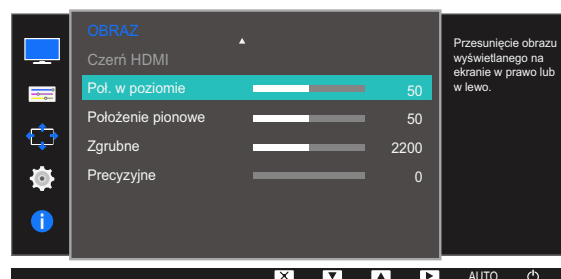 OBRAZ
Czerń HDMI
Poł. w poziomie 50
Położenie pionowe 50
Zgrubne 2200
Precyzyjne 0
Przesunięcie obrazu
wyświetlanego na
ekranie w prawo lub
w lewo.
AUTO